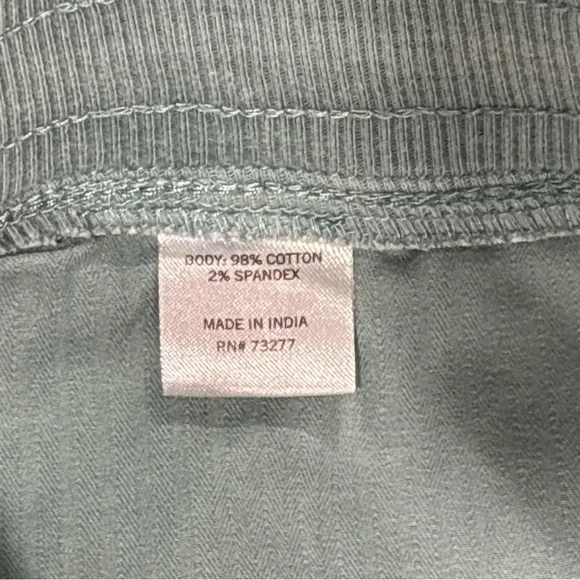 BODY: 98% COTTON
2% SPANDEX
MADE IN INDIA
RN# 73277